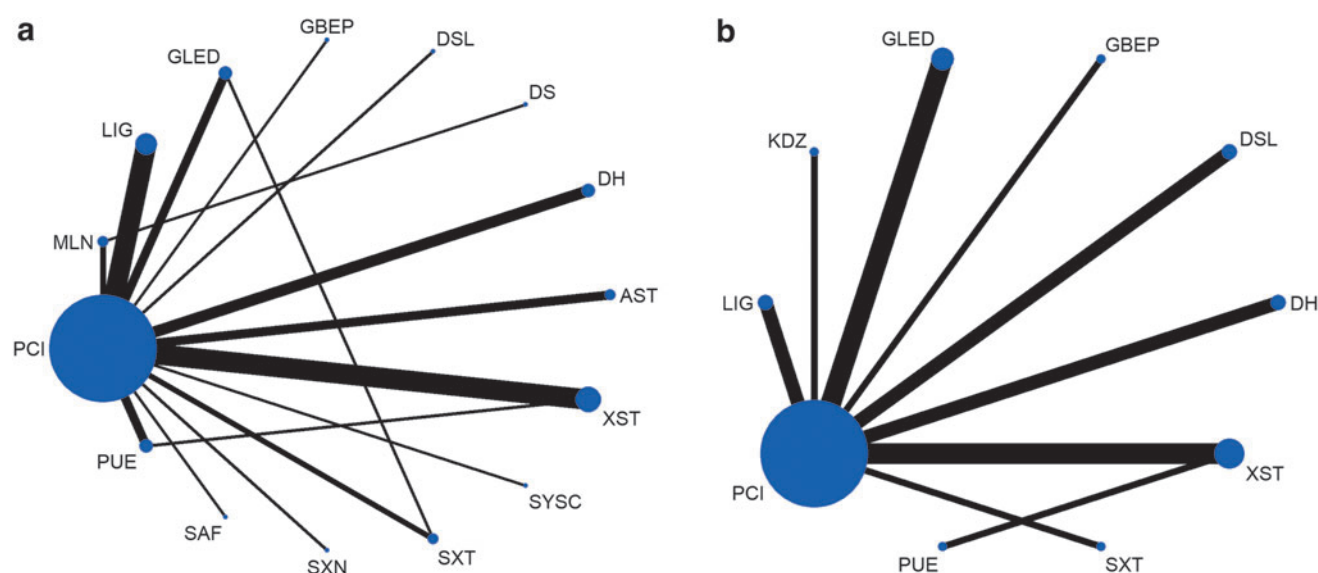 a
GBEP
DSL
GLED
DS
LIG
DH
MLN
AST
PCI
XST
PUE
SYSC
SAF
SXT
SXN
b
GLED
GBEP
KDZ
DSL
LIG
DH
PCI
XST
PUE
SXT